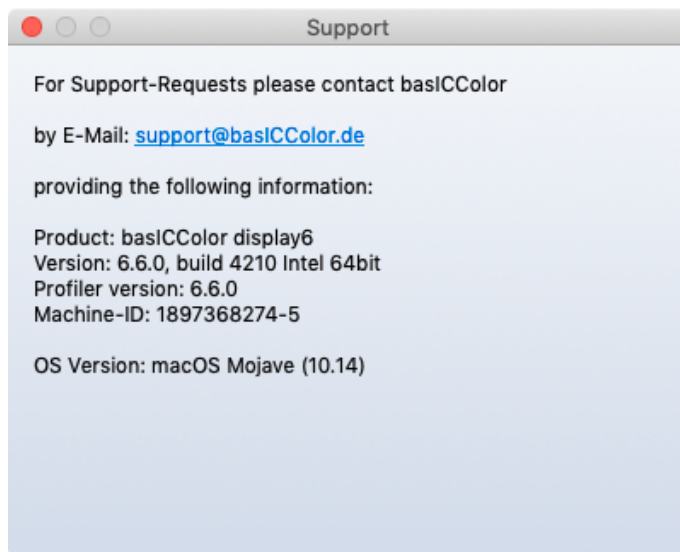 Support
For Support-Requests please contact basICColor
by E-Mail: support@basICColor.de
providing the following information:
Product: basICColor display6
Version: 6.6.0, build 4210 Intel 64bit
Profiler version: 6.6.0
Machine-ID: 1897368274-5
OS Version: macOS Mojave (10.14)